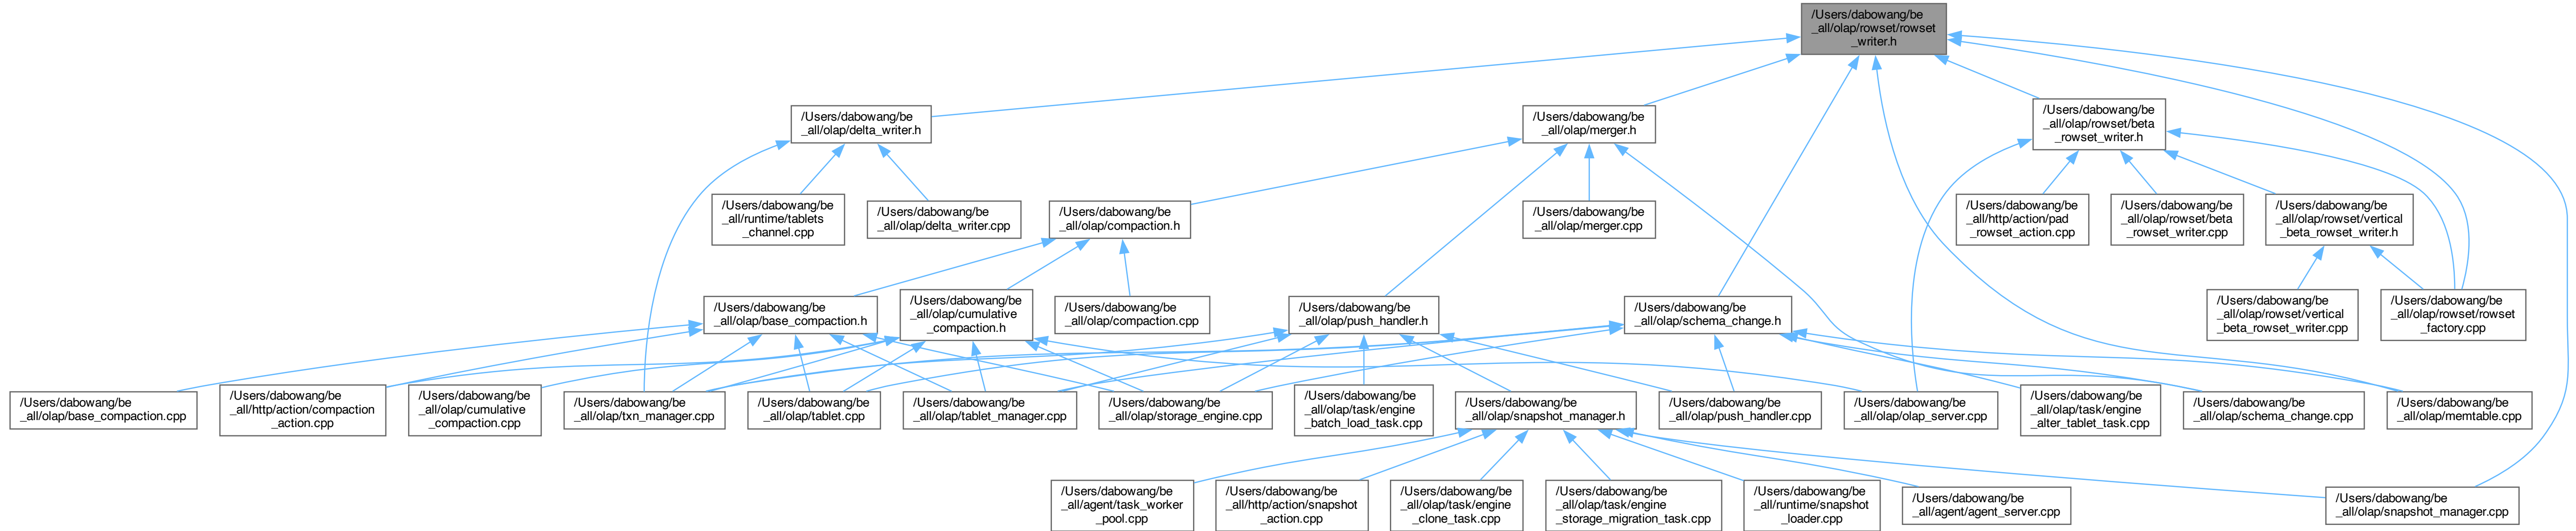 /Users/dabowang/be
_all/olap/rowset/rowset
_writer.h
/Users/dabowang/be
_all/olap/delta_writer.h
/Users/dabowang/be
_all/olap/merger.h
/Users/dabowang/be
_all/olap/rowset/beta
_rowset_writer.h
/Users/dabowang/be
_all/runtime/tablets
_channel.cpp
/Users/dabowang/be
_all/olap/delta_writer.cpp
/Users/dabowang/be
_all/olap/compaction.h
/Users/dabowang/be
_all/olap/merger.cpp
/Users/dabowang/be
_all/http/action/pad
_rowset_action.cpp
/Users/dabowang/be
_all/olap/rowset/beta
_rowset_writer.cpp
/Users/dabowang/be
_all/olap/rowset/vertical
_beta_rowset_writer.h
/Users/dabowang/be
_all/olap/base_compaction.h
/Users/dabowang/be
_all/olap/cumulative
_compaction.h
/Users/dabowang/be
_all/olap/compaction.cpp
/Users/dabowang/be
_all/olap/push_handler.h
/Users/dabowang/be
_all/olap/schema_change.h
/Users/dabowang/be
_all/olap/rowset/vertical
_beta_rowset_writer.cpp
/Users/dabowang/be
_all/olap/rowset/rowset
_factory.cpp
/Users/dabowang/be
_all/olap/base_compaction.cpp
/Users/dabowang/be
_all/http/action/compaction
_action.cpp
/Users/dabowang/be
_all/olap/cumulative
_compaction.cpp
/Users/dabowang/be
_all/olap/txn_manager.cpp
/Users/dabowang/be
_all/olap/tablet.cpp
/Users/dabowang/be
_all/olap/tablet_manager.cpp
/Users/dabowang/be
_all/olap/storage_engine.cpp
/Users/dabowang/be
_all/olap/task/engine
_batch_load_task.cpp
/Users/dabowang/be
_all/olap/snapshot_manager.h
/Users/dabowang/be
_all/olap/push_handler.cpp
/Users/dabowang/be
_all/olap/olap_server.cpp
/Users/dabowang/be
_all/olap/task/engine
_alter_tablet_task.cpp
/Users/dabowang/be
_all/olap/schema_change.cpp
/Users/dabowang/be
_all/olap/memtable.cpp
/Users/dabowang/be
_all/agent/task_worker
_pool.cpp
/Users/dabowang/be
_all/http/action/snapshot
_action.cpp
/Users/dabowang/be
_all/olap/task/engine
_clone_task.cpp
/Users/dabowang/be
_all/olap/task/engine
_storage_migration_task.cpp
/Users/dabowang/be
_all/runtime/snapshot
_loader.cpp
/Users/dabowang/be
_all/agent/agent_server.cpp
/Users/dabowang/be
_all/olap/snapshot_manager.cpp